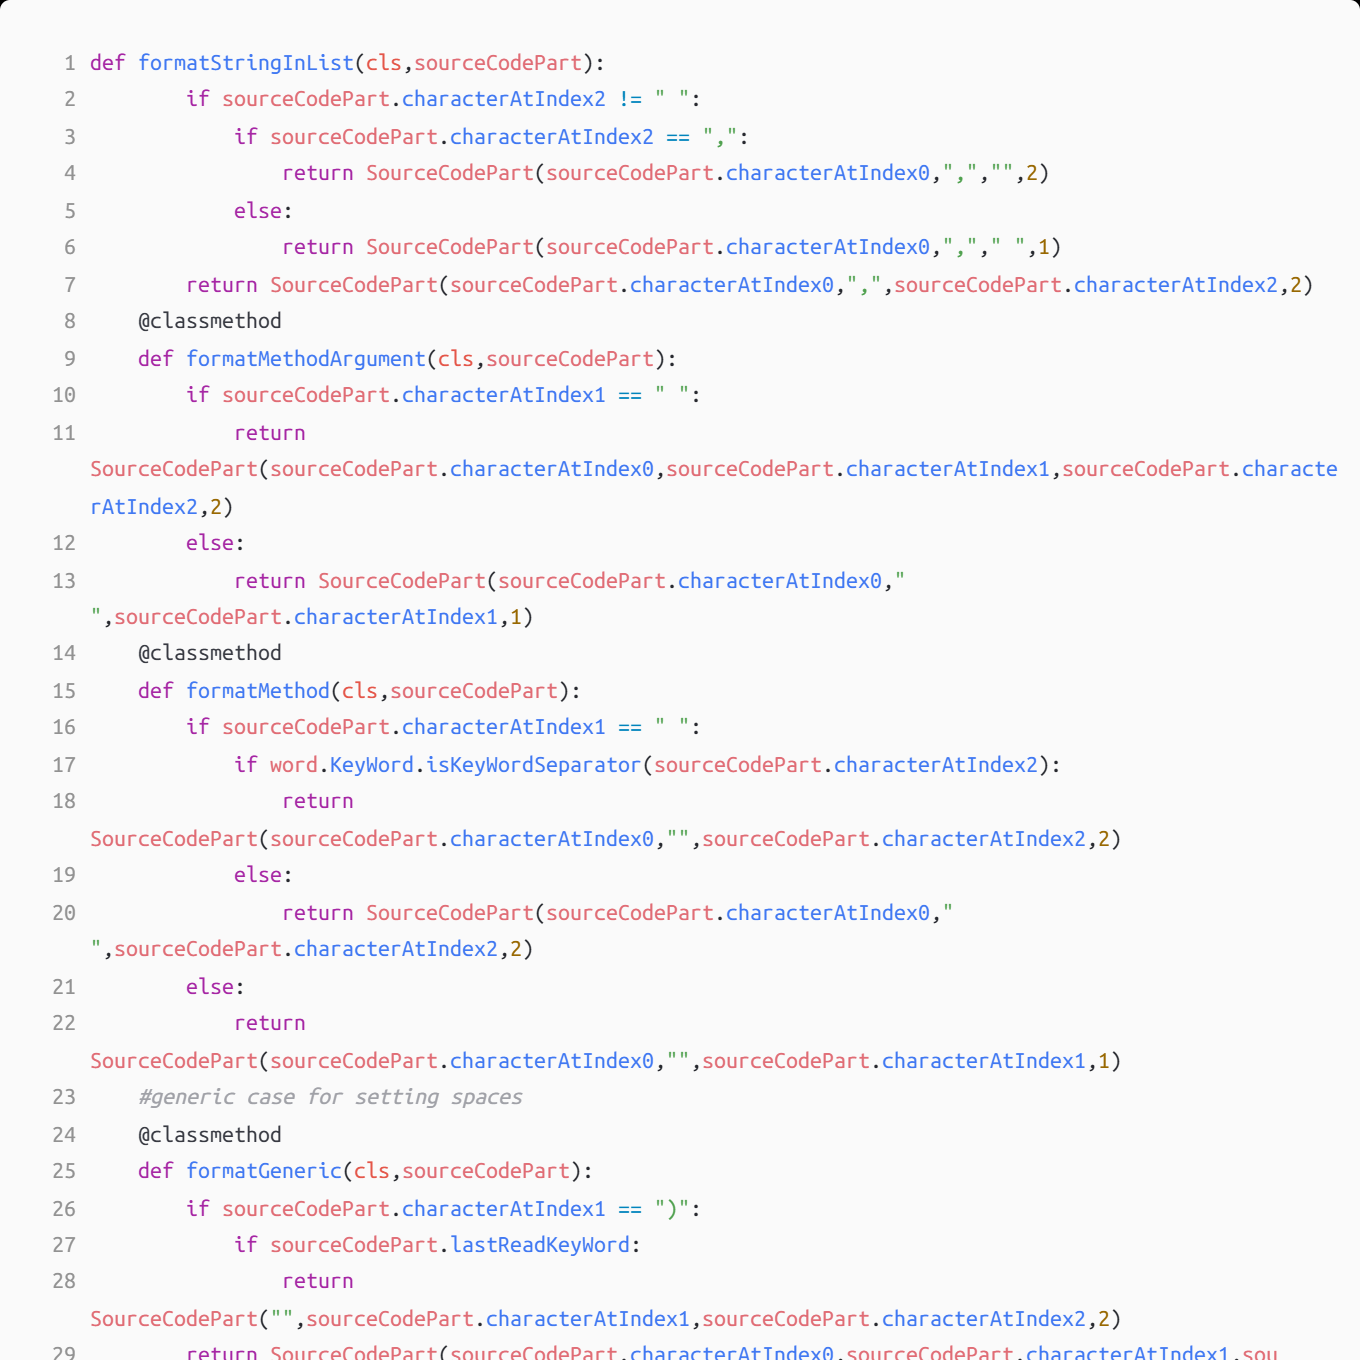 1 def formatStringInList(cls,sourceCodePart):
2         if sourceCodePart.characterAtIndex2 != " ":
3             if sourceCodePart.characterAtIndex2 == ",":
4                 return SourceCodePart(sourceCodePart.characterAtIndex0,",","",2)
5             else:
6                 return SourceCodePart(sourceCodePart.characterAtIndex0,","," ",1)
7         return SourceCodePart(sourceCodePart.characterAtIndex0,",",sourceCodePart.characterAtIndex2,2)
8     @classmethod
9     def formatMethodArgument(cls,sourceCodePart):
10         if sourceCodePart.characterAtIndex1 == " ":
11             return
SourceCodePart(sourceCodePart.characterAtIndex0,sourceCodePart.characterAtIndex1,sourceCodePart.characte
rAtIndex2,2)
12         else:
13             return SourceCodePart(sourceCodePart.characterAtIndex0,"
",sourceCodePart.characterAtIndex1,1)
14     @classmethod
15     def formatMethod(cls,sourceCodePart):
16         if sourceCodePart.characterAtIndex1 == " ":
17             if word.KeyWord.isKeyWordSeparator(sourceCodePart.characterAtIndex2):
18                 return
SourceCodePart(sourceCodePart.characterAtIndex0,"",sourceCodePart.characterAtIndex2,2)
19             else:
20                 return SourceCodePart(sourceCodePart.characterAtIndex0,"
",sourceCodePart.characterAtIndex2,2)
21         else:
22             return
SourceCodePart(sourceCodePart.characterAtIndex0,"",sourceCodePart.characterAtIndex1,1)
23     #generic case for setting spaces
24     @classmethod
25     def formatGeneric(cls,sourceCodePart):
26         if sourceCodePart.characterAtIndex1 == ")":
27             if sourceCodePart.lastReadKeyWord:
28                 return
SourceCodePart("",sourceCodePart.characterAtIndex1,sourceCodePart.characterAtIndex2,2)
29         return SourceCodePart(sourceCodePart.characterAtIndex0,sourceCodePart.characterAtIndex1,sou